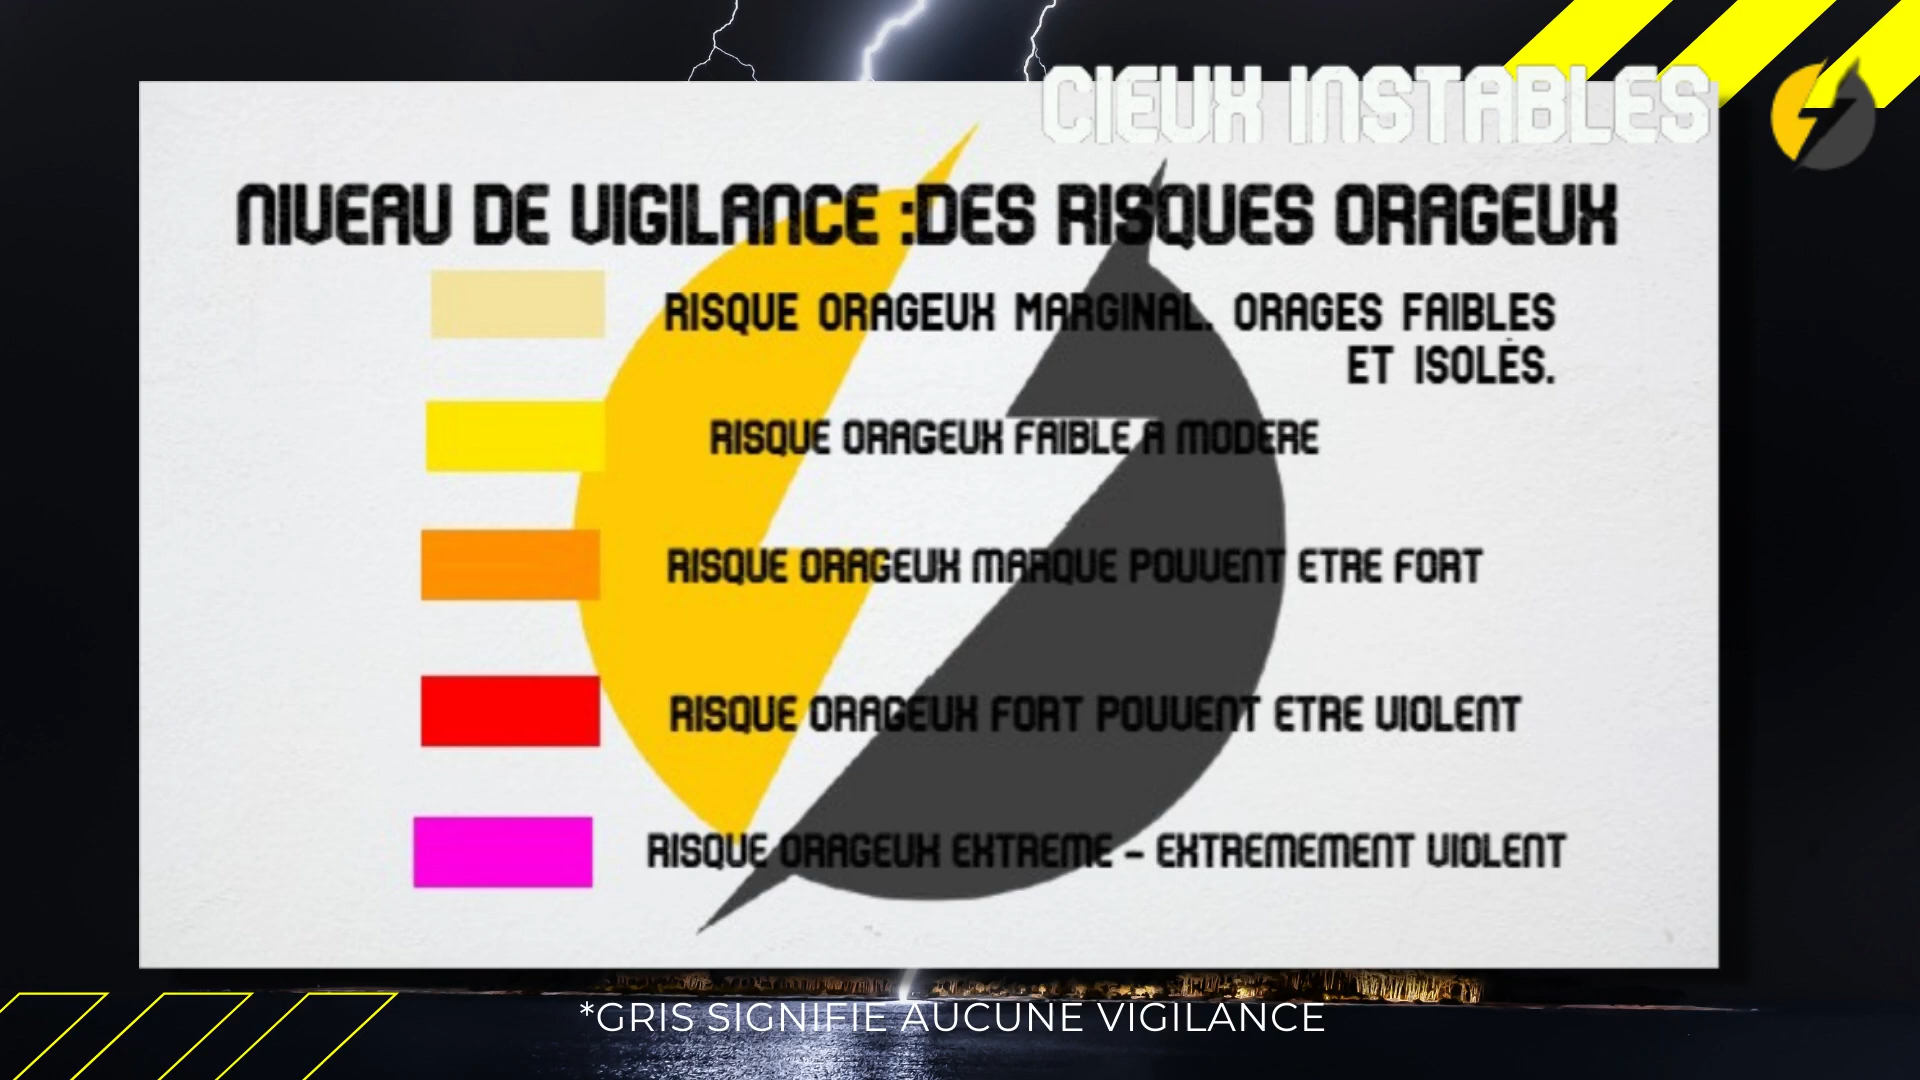 CIEUX INSTABLES
NIVEAU DE VIGILANCE :DES RISQUES ORAGEUX
RISQUE ORAGEUX MARGINAL. ORAGES FAIBLES
ET ISOLÉS.
RISQUE ORAGEUX FAIBLE A MODERE
RISQUE ORAGEUX MARQUE POUVENT ETRE FORT
RISQUE ORAGEUX FORT POUVENT ETRE VIOLENT
RISQUE ORAGEUX EXTREME - EXTREMEMENT VIOLENT
*GRIS SIGNIFIE AUCUNE VIGILANCE